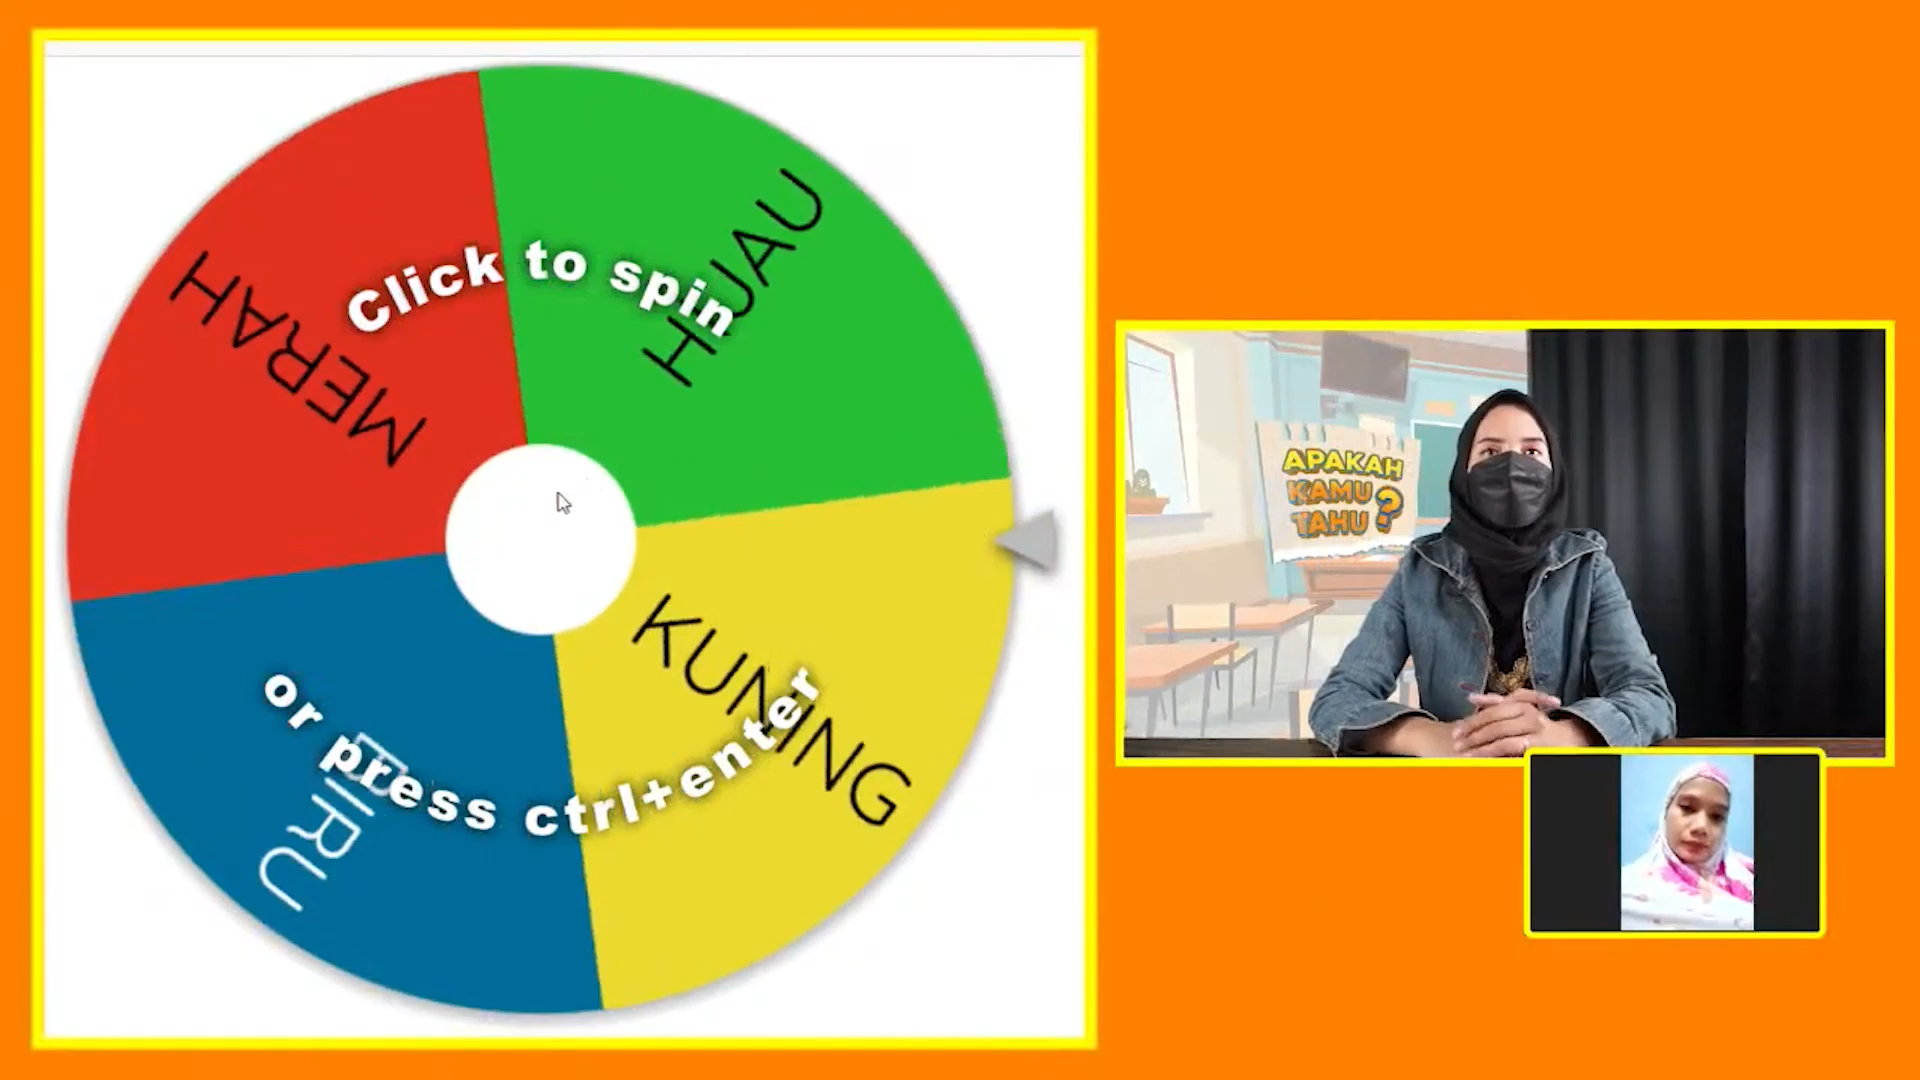 Click to spin
HIJAU
MERAH
KUNING
BIRU
or press ctrl+enter
APAKAH
KAMU
TAHU ?